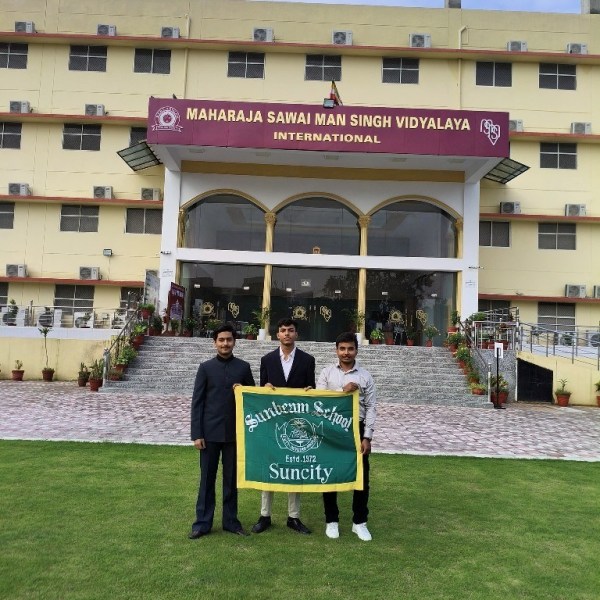 MAHARAJA SAWAI MAN SINGH VIDYALAYA
INTERNATIONAL
Sunbeam School
Estd .1972
Suncity